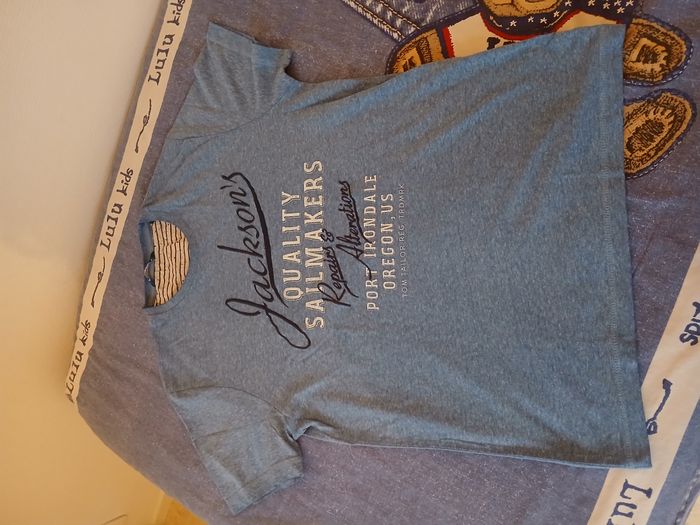 Jackson's
QUALITY
SAILMAKERS
Repairs &
Alterations
PORT IRONDALE
OREGON, US
TOM TAILOR REG. TRDMRK
LuLu kids
LuLu kids
LuLu kids